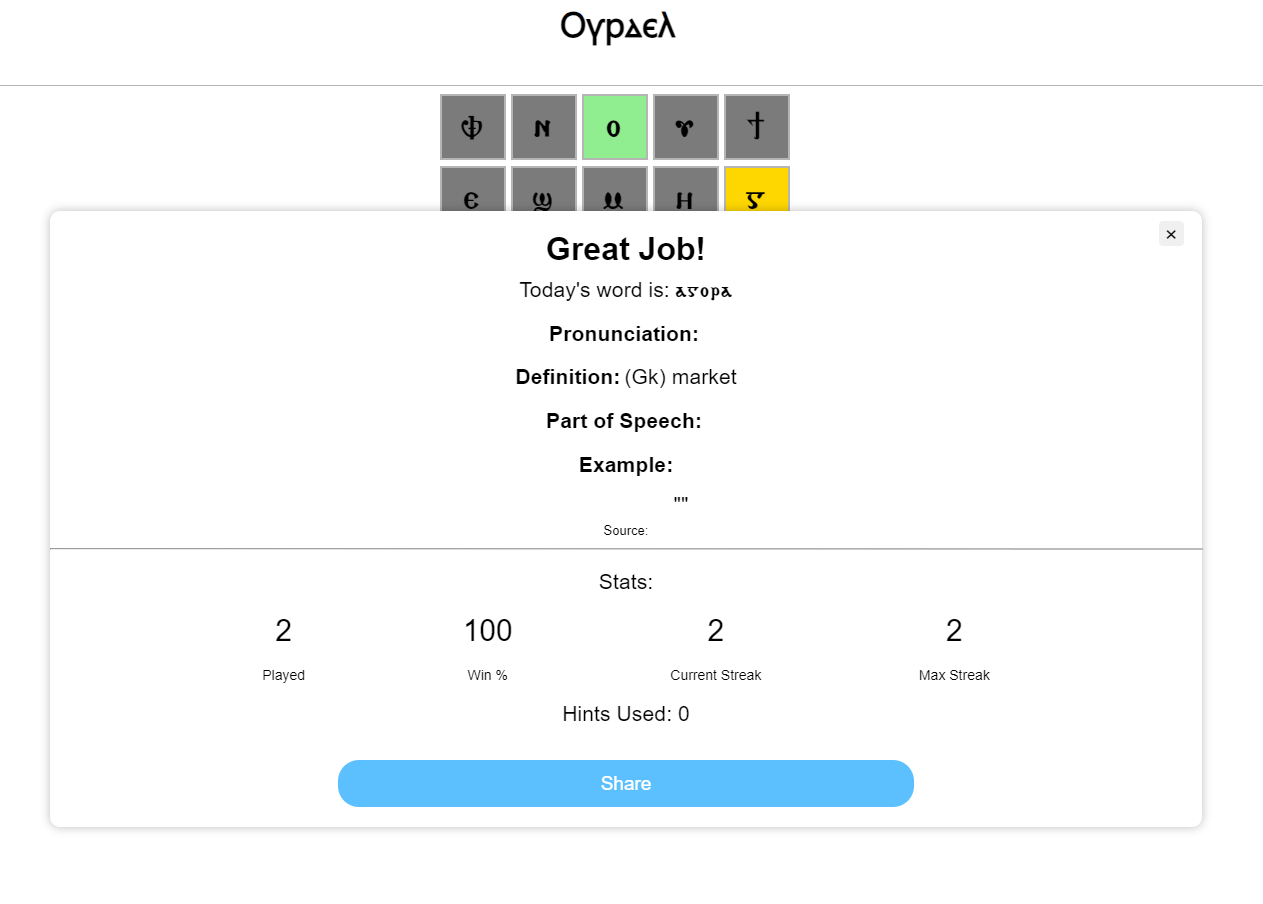 Ⲟⲩⲣⲇⲉⲗ
ⲫ ⲛ ⲟ ⲩ ϯ
ⲉ ϣ ⲙ ⲏ ⲅ
×
Great Job!
Today's word is: ⲁⲅⲟⲣⲁ
Pronunciation:
Definition: (Gk) market
Part of Speech:
Example:
""
Source:
Stats:
2 100 2 2
Played Win % Current Streak Max Streak
Hints Used: 0
Share